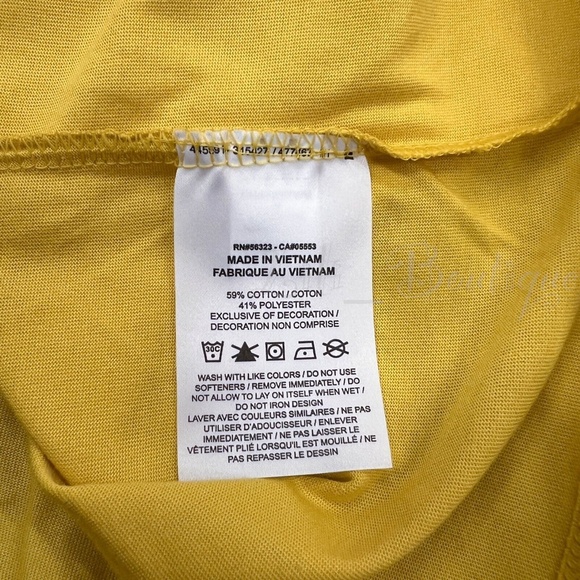 RN#56323 - CA#05553
MADE IN VIETNAM
FABRIQUE AU VIETNAM
59% COTTON / COTON
41% POLYESTER
EXCLUSIVE OF DECORATION /
DECORATION NON COMPRISE
30C
WASH WITH LIKE COLORS / DO NOT USE
SOFTENERS / REMOVE IMMEDIATELY / DO
NOT ALLOW TO LAY ON ITSELF WHEN WET /
DO NOT IRON DESIGN
LAVER AVEC COULEURS SIMILAIRES / NE PAS
UTILISER D'ADOUCISSEUR / ENLEVER
IMMÉDIATEMENT / NE PAS LAISSER LE
VÊTEMENT PLIÉ LORSQU'IL EST MOUILLÉ / NE
PAS REPASSER LE DESSIN
Boutique